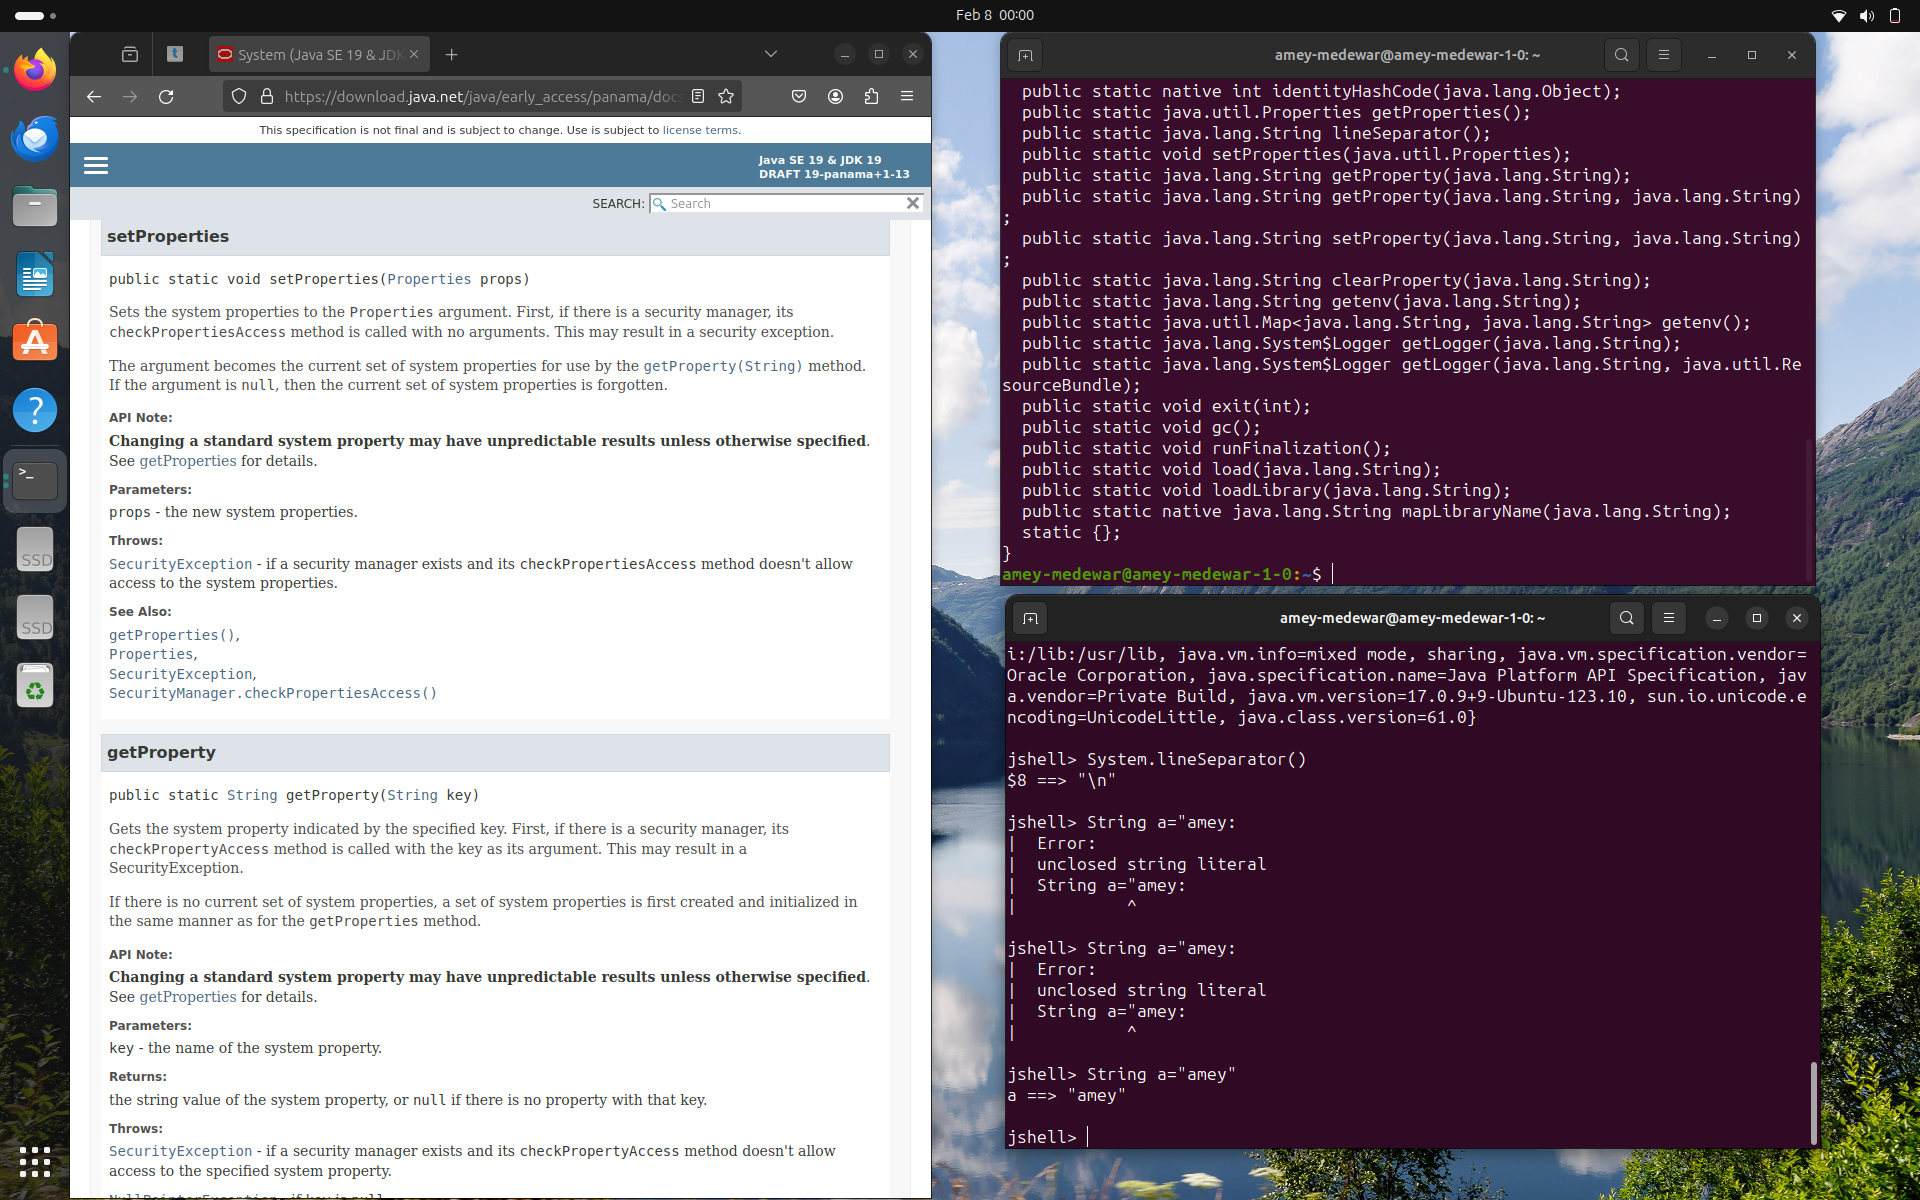 Feb 8 00:00
System (Java SE 19 & JDK
https://download.java.net/java/early_access/panama/docs
This specification is not final and is subject to change. Use is subject to license terms.
Java SE 19 & JDK 19
DRAFT 19-panama+1-13
SEARCH: Search
setProperties
public static void setProperties(Properties props)
Sets the system properties to the Properties argument. First, if there is a security manager, its
checkPropertiesAccess method is called with no arguments. This may result in a security exception.
The argument becomes the current set of system properties for use by the getProperty(String) method.
If the argument is null, then the current set of system properties is forgotten.
API Note:
Changing a standard system property may have unpredictable results unless otherwise specified.
See getProperties for details.
Parameters:
props - the new system properties.
Throws:
SecurityException - if a security manager exists and its checkPropertiesAccess method doesn't allow
access to the system properties.
See Also:
getProperties(),
Properties,
SecurityException,
SecurityManager.checkPropertiesAccess()
getProperty
public static String getProperty(String key)
Gets the system property indicated by the specified key. First, if there is a security manager, its
checkPropertyAccess method is called with the key as its argument. This may result in a
SecurityException.
If there is no current set of system properties, a set of system properties is first created and initialized in
the same manner as for the getProperties method.
API Note:
Changing a standard system property may have unpredictable results unless otherwise specified.
See getProperties for details.
Parameters:
key - the name of the system property.
Returns:
the string value of the system property, or null if there is no property with that key.
Throws:
SecurityException - if a security manager exists and its checkPropertyAccess method doesn't allow
access to the specified system property.
NullPointerException - if key is null
SSD
SSD
amey-medewar@amey-medewar-1-0: ~
public static native int identityHashCode(java.lang.Object);
public static java.util.Properties getProperties();
public static java.lang.String lineSeparator();
public static void setProperties(java.util.Properties);
public static java.lang.String getProperty(java.lang.String);
public static java.lang.String getProperty(java.lang.String, java.lang.String)
;
public static java.lang.String setProperty(java.lang.String, java.lang.String)
;
public static java.lang.String clearProperty(java.lang.String);
public static java.lang.String getenv(java.lang.String);
public static java.util.Map<java.lang.String, java.lang.String> getenv();
public static java.lang.System$Logger getLogger(java.lang.String);
public static java.lang.System$Logger getLogger(java.lang.String, java.util.Re
sourceBundle);
public static void exit(int);
public static void gc();
public static void runFinalization();
public static void load(java.lang.String);
public static void loadLibrary(java.lang.String);
public static native java.lang.String mapLibraryName(java.lang.String);
static {};
}
amey-medewar@amey-medewar-1-0:~$
amey-medewar@amey-medewar-1-0: ~
i:/lib:/usr/lib, java.vm.info=mixed mode, sharing, java.vm.specification.vendor=
Oracle Corporation, java.specification.name=Java Platform API Specification, jav
a.vendor=Private Build, java.vm.version=17.0.9+9-Ubuntu-123.10, sun.io.unicode.e
ncoding=UnicodeLittle, java.class.version=61.0}
jshell> System.lineSeparator()
$8 ==> "\n"
jshell> String a="amey:
|  Error:
|  unclosed string literal
|  String a="amey:
|           ^
jshell> String a="amey:
|  Error:
|  unclosed string literal
|  String a="amey:
|           ^
jshell> String a="amey"
a ==> "amey"
jshell>